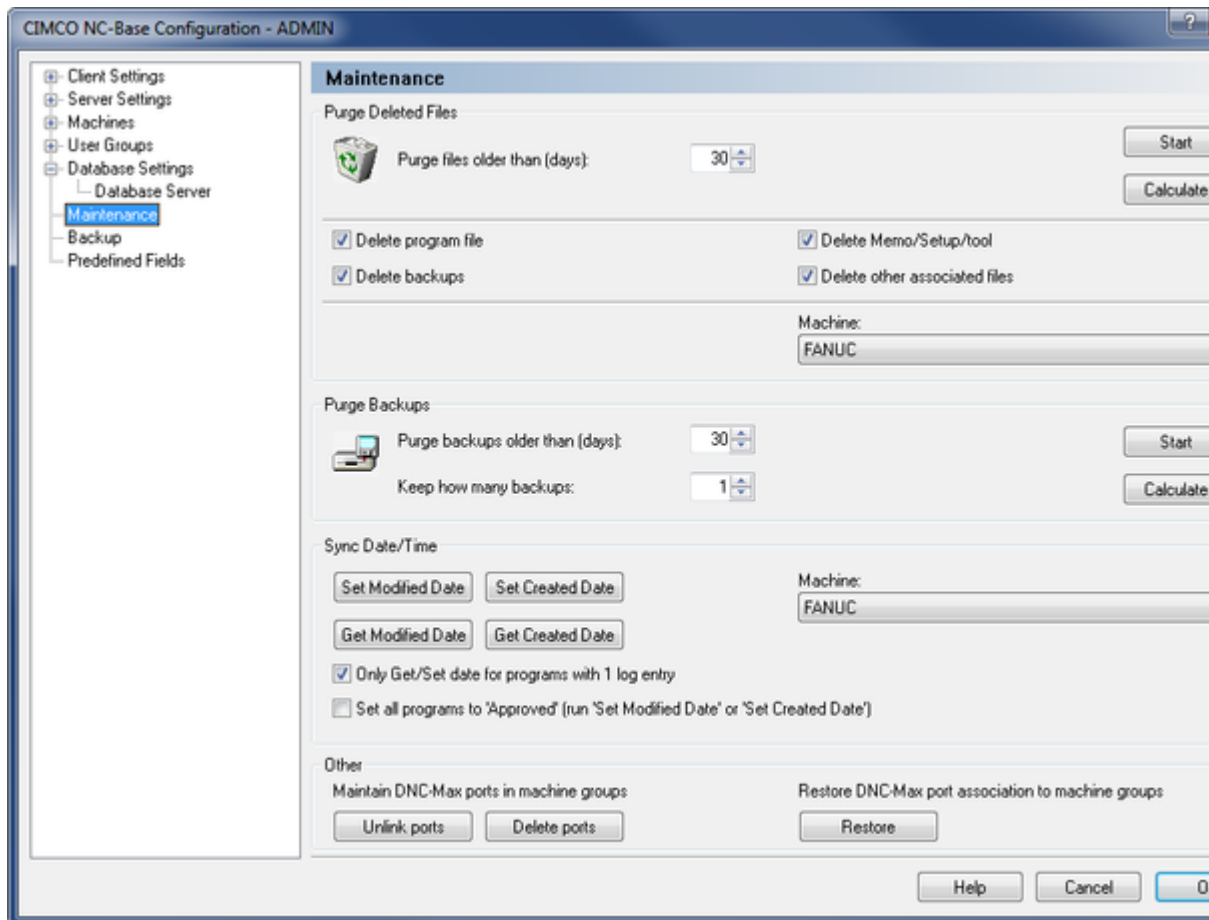 CIMCO NC-Base Configuration - ADMIN
?
Client Settings
Server Settings
Machines
User Groups
Database Settings
Database Server
Maintenance
Backup
Predefined Fields
Maintenance
Purge Deleted Files
Purge files older than (days): 30
Start
Calculate
Delete program file
Delete Memo/Setup/tool
Delete backups
Delete other associated files
Machine:
FANUC
Purge Backups
Purge backups older than (days): 30
Start
Keep how many backups: 1
Calculate
Sync Date/Time
Set Modified Date Set Created Date
Machine:
FANUC
Get Modified Date Get Created Date
Only Get/Set date for programs with 1 log entry
Set all programs to 'Approved' (run 'Set Modified Date' or 'Set Created Date')
Other
Maintain DNC-Max ports in machine groups
Restore DNC-Max port association to machine groups
Unlink ports Delete ports Restore
Help Cancel